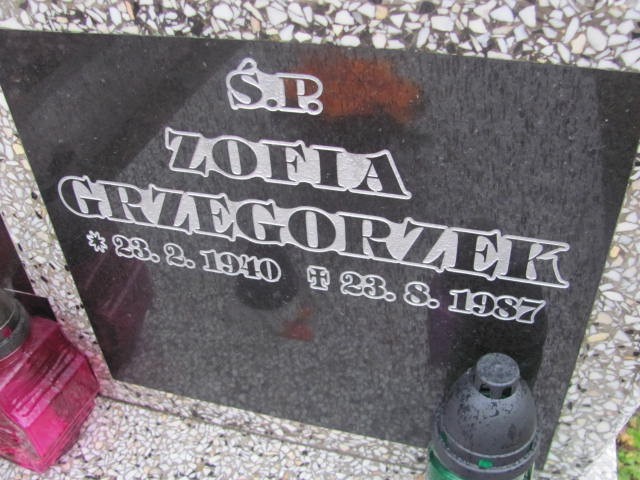 Ś.P.
ZOFIA
GRZEGORZEK
* 23. 2. 1940 ✝ 23. 8. 1987